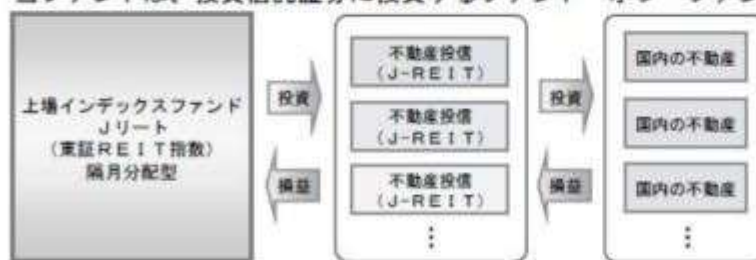 上場インデックスファンド
Jリート
(東証REIT指数)
隔月分配型
投資
損益
不動産投信
(J-REIT)
不動産投信
(J-REIT)
不動産投信
(J-REIT)
⋮
投資
損益
国内の不動産
国内の不動産
国内の不動産
⋮